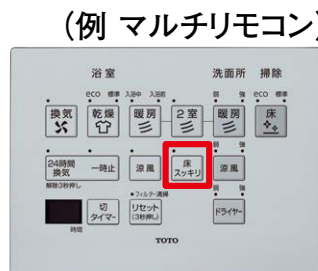 (例 マルチリモコン)
浴室 洗面所 掃除
eco 標準 入浴中 入浴前 弱 強 eco 標準
換気 乾燥 暖房 2室 暖房 床
弱 強
24時間換気 一時止 涼風 床スッキリ 涼風
解除3秒押し
•フィルター清掃 弱 強
切タイマー リセット(3秒押し) ドライヤー
時間
TOTO